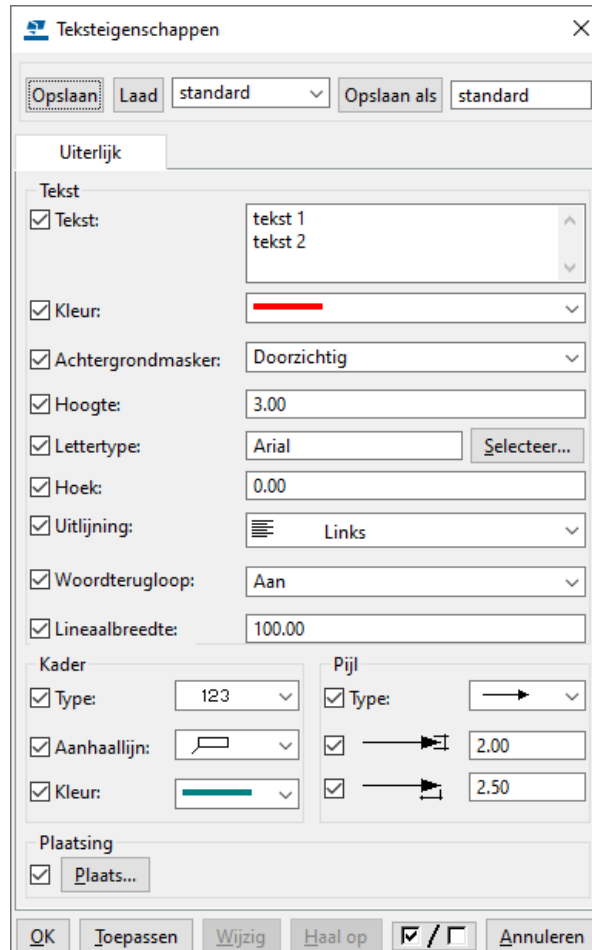 Teksteigenschappen
Opslaan Laad standard Opslaan als standard
Uiterlijk
Tekst
Tekst: tekst 1
tekst 2
Kleur:
Achtergrondmasker: Doorzichtig
Hoogte: 3.00
Lettertype: Arial Selecteer...
Hoek: 0.00
Uitlijning: Links
Woordterugloop: Aan
Lineaalbreedte: 100.00
Kader Pijl
Type: 123 Type:
Aanhaallijn: 2.00
Kleur: 2.50
Plaatsing
Plaats...
OK Toepassen Wijzig Haal op / Annuleren